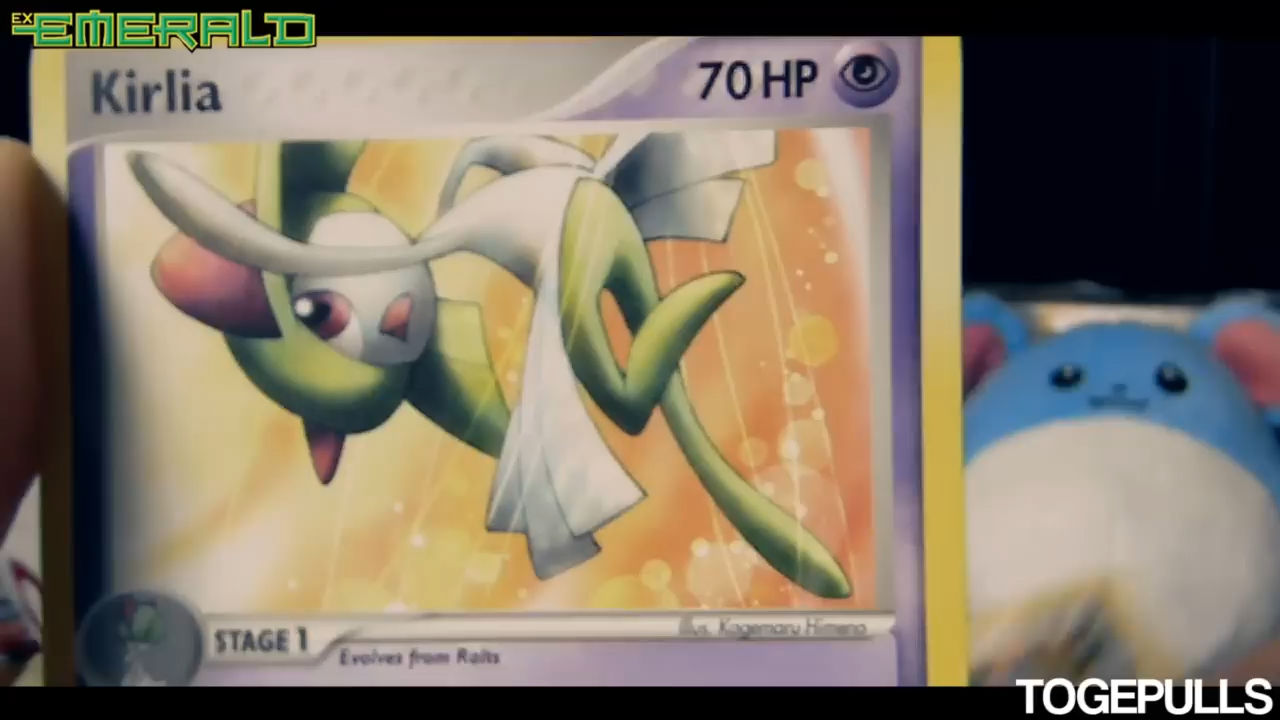 EX EMERALD
Kirlia
70 HP
STAGE 1
Illus. Kagemaru Himeno
Evolves from Ralts
TOGEPULLS